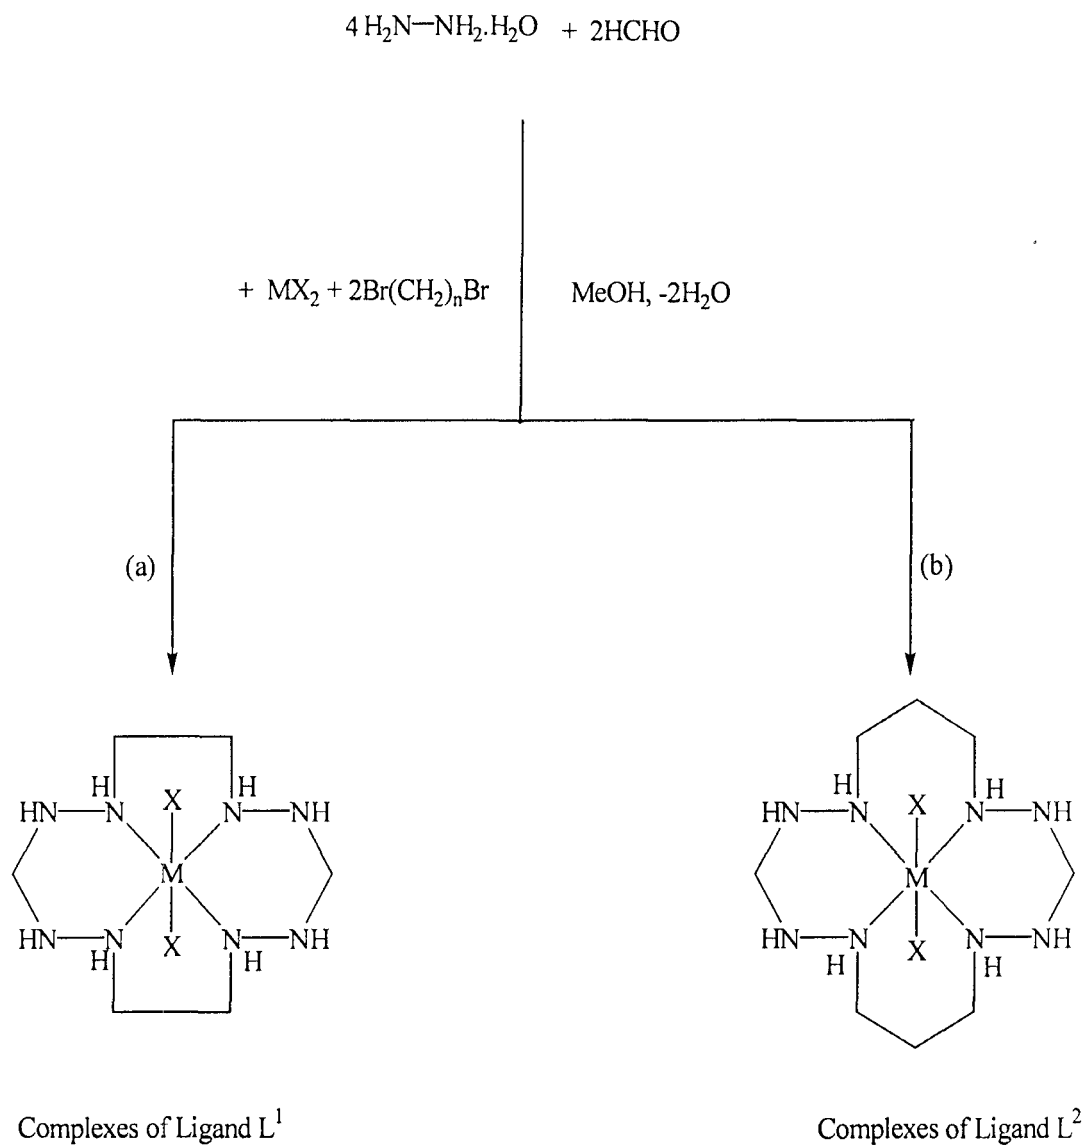 4 H₂N—NH₂.H₂O + 2HCHO
+ MX₂ + 2Br(CH₂)ₙBr MeOH, -2H₂O
(a) (b)
H X H
HN N N NH
M
HN N X N NH
H H
H X H
HN N N NH
M
HN N X N NH
H H
Complexes of Ligand L¹ Complexes of Ligand L²